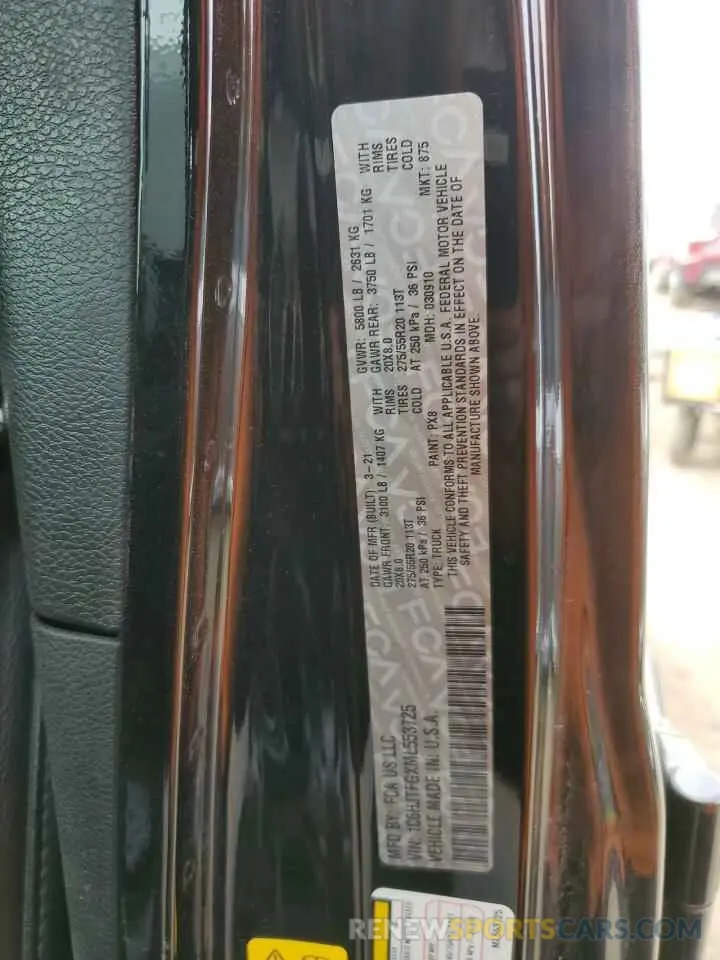 MFD BY: FCA US LLC
DATE OF MFR (BUILT) 3-21
GVWR: 5800 LB / 2631 KG
GAWR FRONT: 3100 LB / 1407 KG WITH
GAWR REAR: 3750 LB / 1701 KG WITH
20X8.0 RIMS
20X8.0 RIMS
275/55R20 113T TIRES
275/55R20 113T TIRES
AT 250 kPa / 36 PSI COLD
AT 250 kPa / 36 PSI COLD
VIN: 1C6HJTFGXML553725
TYPE: TRUCK
PAINT: PX8
MDH: 030910
MKT: 875
VEHICLE MADE IN: U.S.A.
THIS VEHICLE CONFORMS TO ALL APPLICABLE U.S.A. FEDERAL MOTOR VEHICLE
SAFETY AND THEFT PREVENTION STANDARDS IN EFFECT ON THE DATE OF
MANUFACTURE SHOWN ABOVE.
RENEWSPORTSCARS.COM